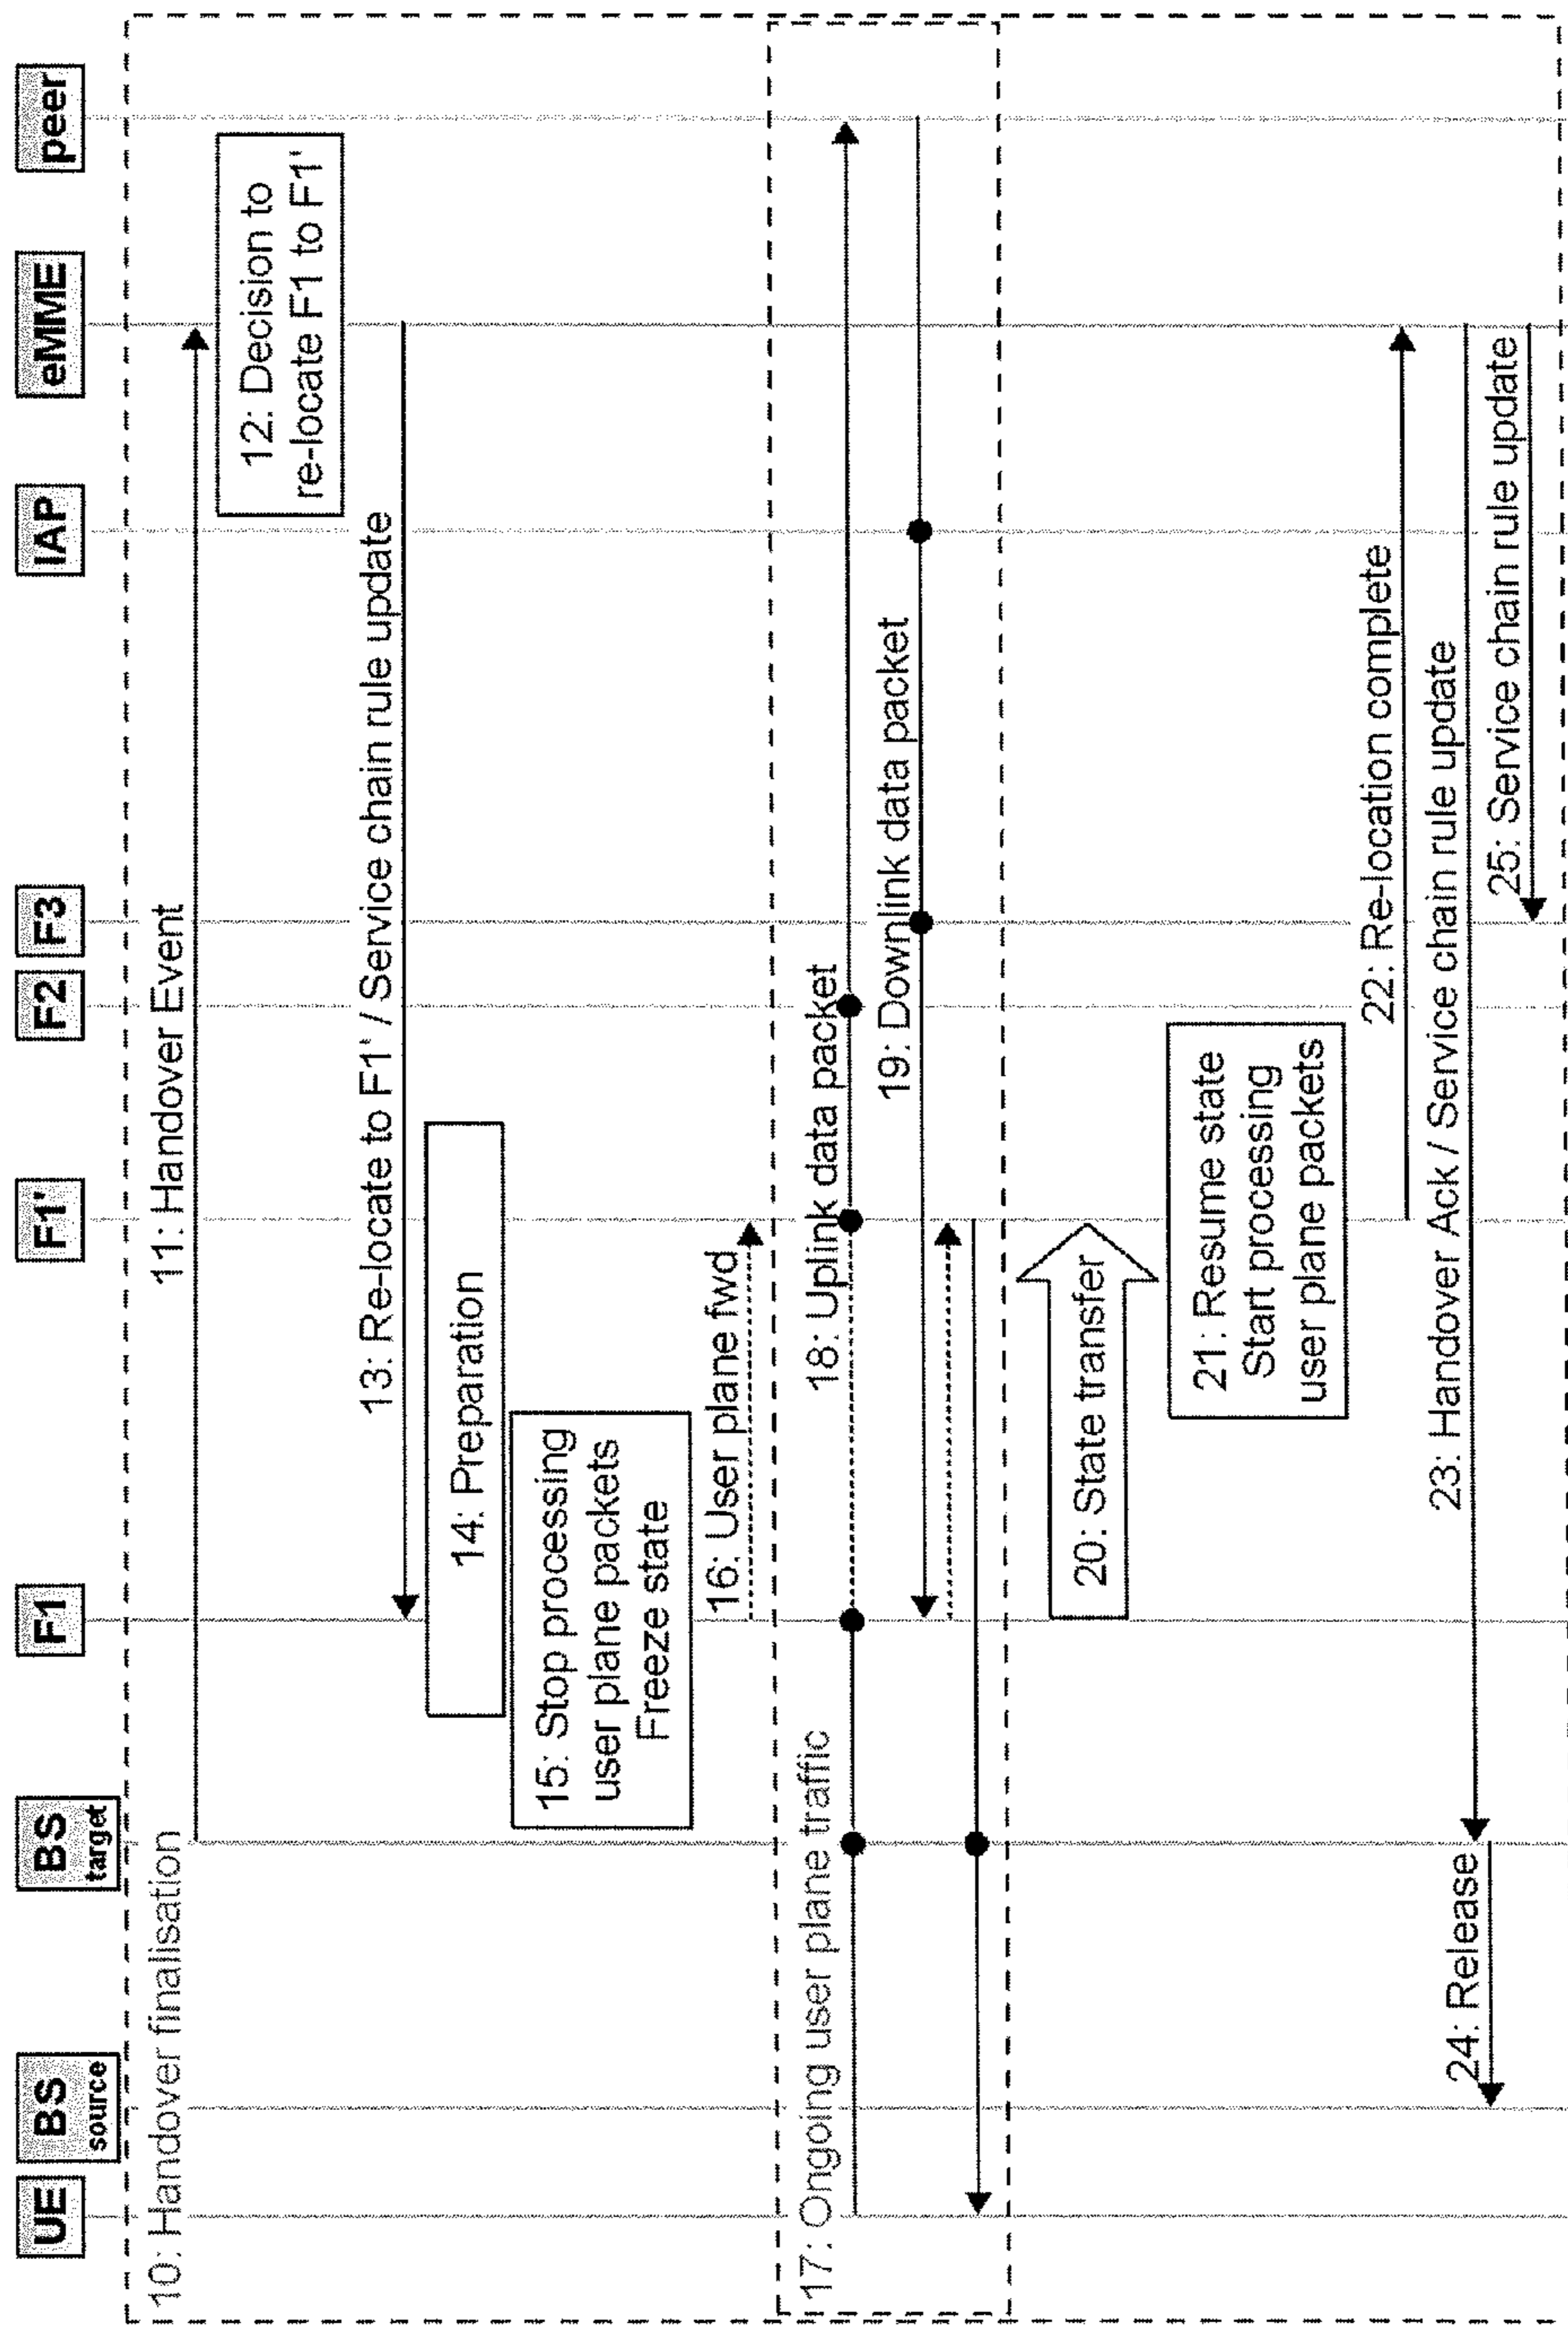 UE
BS
source
BS
target
F1
F1'
F2
F3
IAP
eMME
peer
10: Handover finalisation
11: Handover Event
12: Decision to
re-locate F1 to F1'
13: Re-locate to F1' / Service chain rule update
14: Preparation
15: Stop processing
user plane packets
Freeze state
16: User plane fwd
17: Ongoing user plane traffic
18: Uplink data packet
19: Downlink data packet
20: State transfer
21: Resume state
Start processing
user plane packets
22: Re-location complete
23: Handover Ack / Service chain rule update
24: Release
25: Service chain rule update